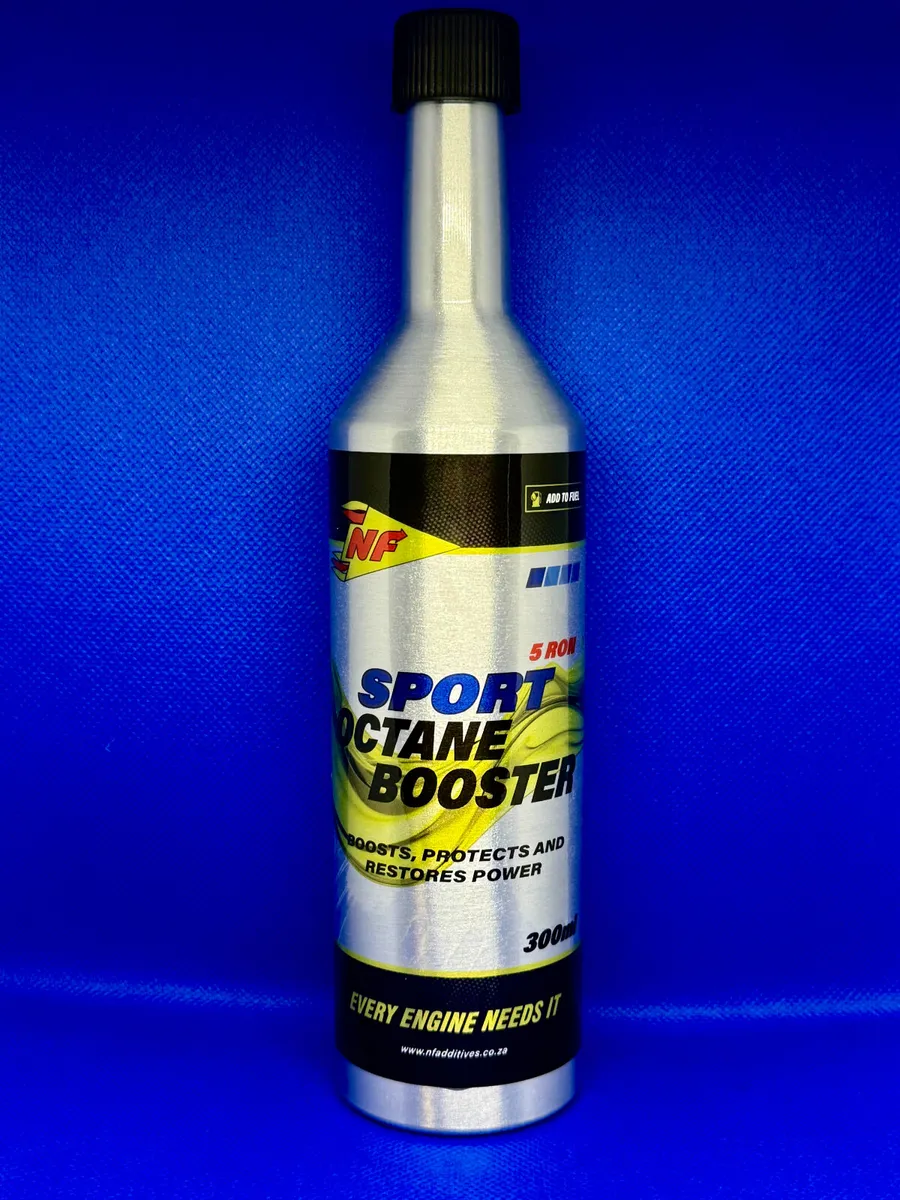 ADD TO FUEL
NF
5 RON
SPORT
OCTANE
BOOSTER
BOOSTS, PROTECTS AND
RESTORES POWER
300ml
EVERY ENGINE NEEDS IT
www.nfadditives.co.za